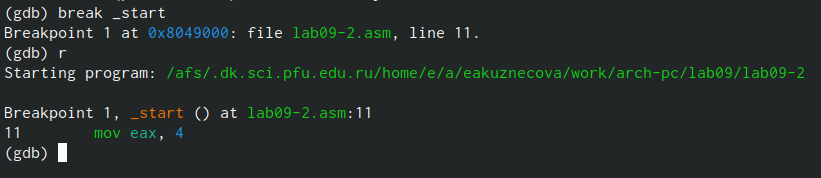 (gdb) break _start
Breakpoint 1 at 0x8049000: file lab09-2.asm, line 11.
(gdb) r
Starting program: /afs/.dk.sci.pfu.edu.ru/home/e/a/eakuznecova/work/arch-pc/lab09/lab09-2
Breakpoint 1, _start () at lab09-2.asm:11
11 mov eax, 4
(gdb)